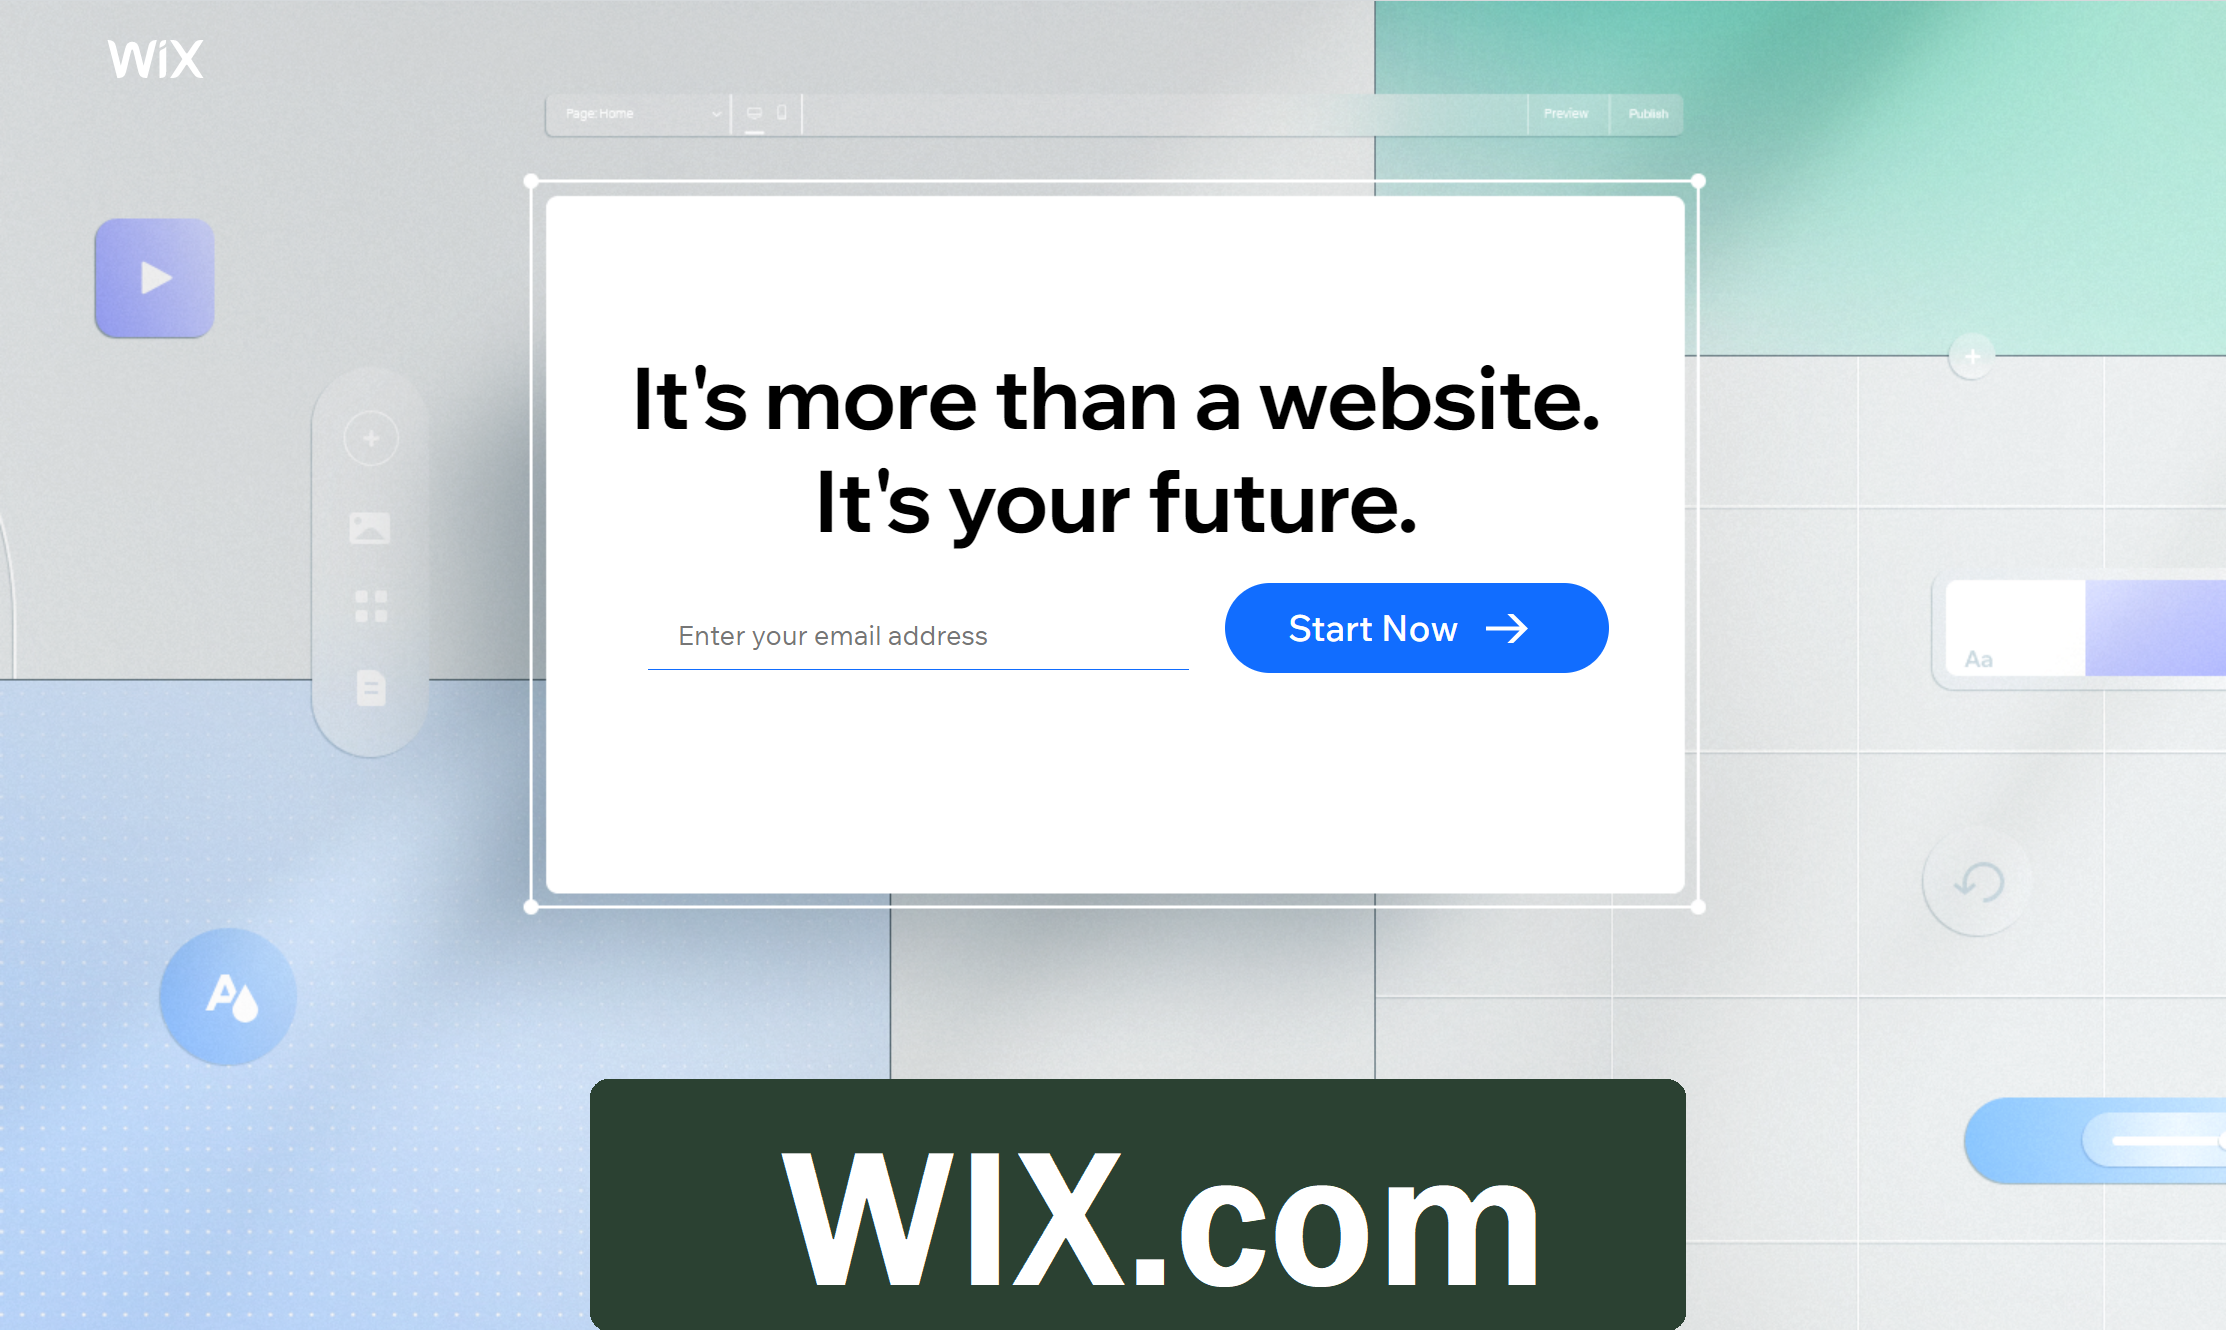 WiX
Page: Home
Preview
Publish
It's more than a website.
It's your future.
Enter your email address
Start Now
Aa
A
WIX.com